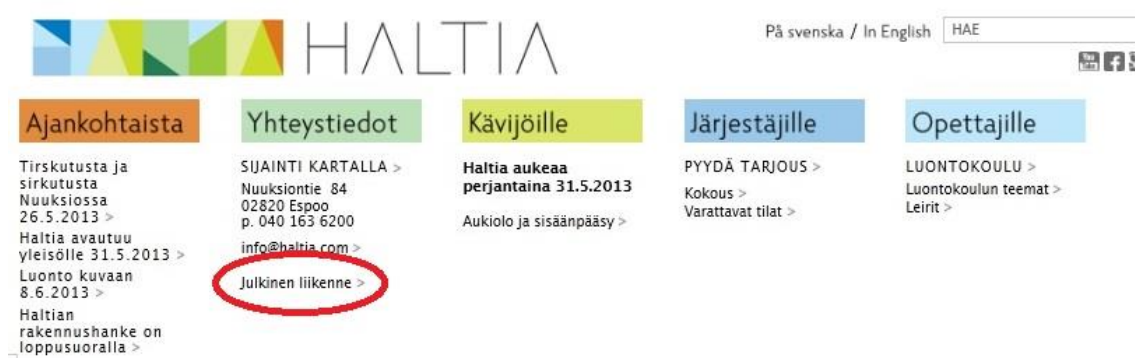 HALTIA
På svenska / In English HAE
You Tube f
Ajankohtaista
Tirskutusta ja
sirkutusta
Nuuksiossa
26.5.2013 >
Haltia avautuu
yleisölle 31.5.2013 >
Luonto kuvaan
8.6.2013 >
Haltian
rakennushanke on
loppusuoralla >
Yhteystiedot
SIJAINTI KARTALLA >
Nuuksiontie 84
02820 Espoo
p. 040 163 6200
info@haltia.com >
Julkinen liikenne >
Kävijöille
Haltia aukeaa
perjantaina 31.5.2013
Aukiolo ja sisäänpääsy >
Järjestäjille
PYYDÄ TARJOUS >
Kokous >
Varattavat tilat >
Opettajille
LUONTOKOULU >
Luontokoulun teemat >
Leirit >